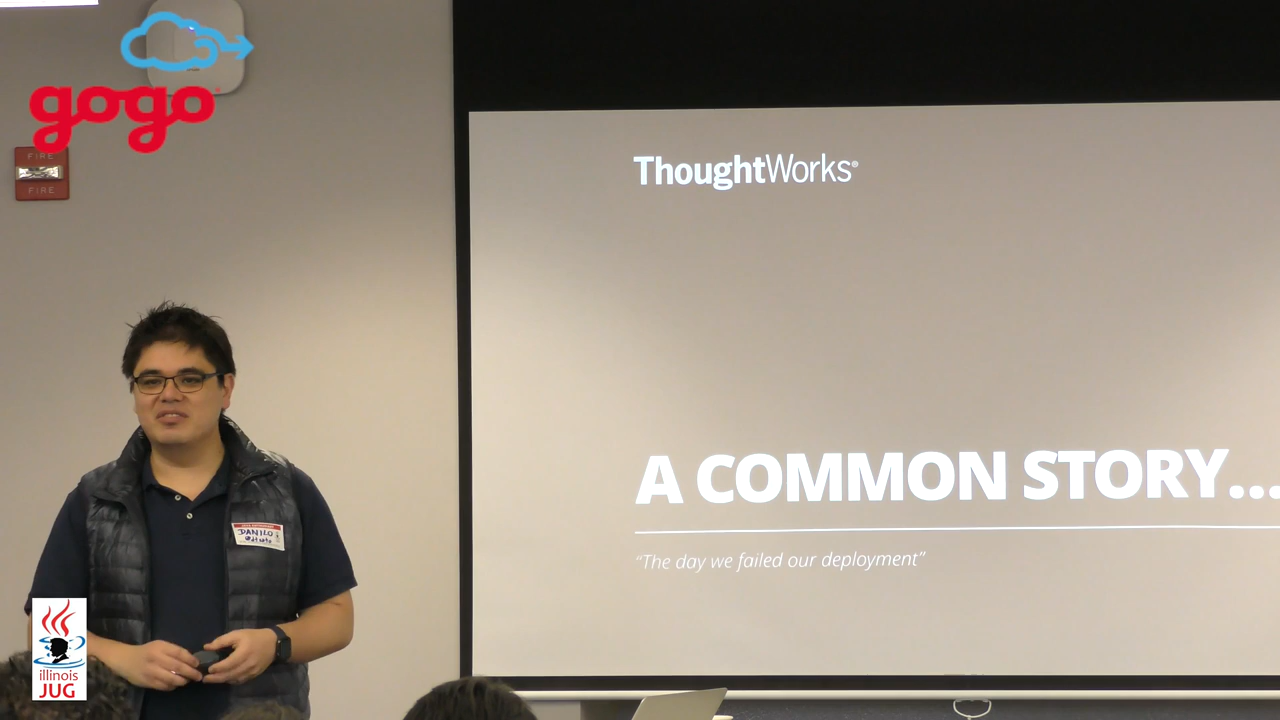 gogo
FIRE
FIRE
ThoughtWorks®
A COMMON STORY...
“The day we failed our deployment”
DANILO
illinois
JUG